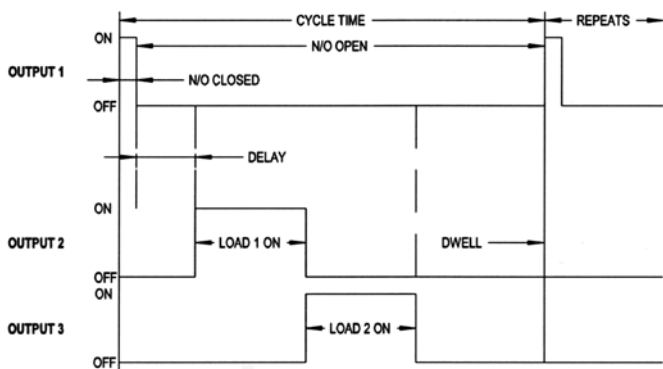 CYCLE TIME
REPEATS
ON
N/O OPEN
OUTPUT 1
N/O CLOSED
OFF
DELAY
ON
OUTPUT 2
LOAD 1 ON
DWELL
OFF
ON
OUTPUT 3
LOAD 2 ON
OFF